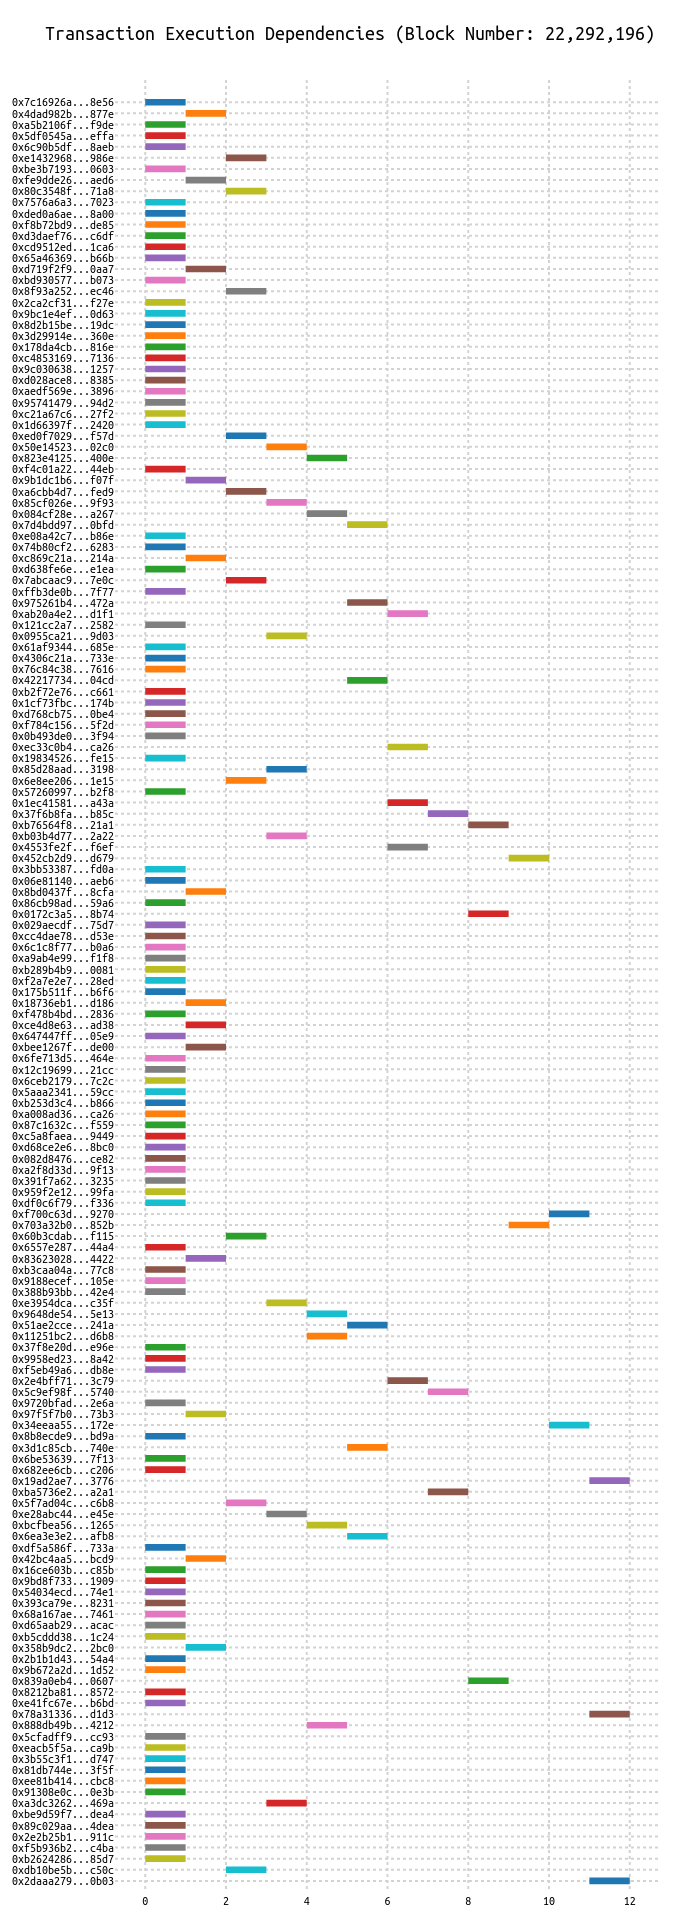 Transaction Execution Dependencies (Block Number: 22,292,196)
0x7c16926a...8e56
0x4dad982b...877e
0xa5b2106f...f9de
0x5df0545a...effa
0x6c90b5df...8aeb
0xe1432968...986e
0xbe3b7193...0603
0xfe9dde26...aed6
0x80c3548f...71a8
0x7576a6a3...7023
0xded0a6ae...8a00
0xf8b72bd9...de85
0xd3daef76...c6df
0xcd9512ed...1ca6
0x65a46369...b66b
0xd719f2f9...0aa7
0xbd930577...b073
0x8f93a252...ec46
0x2ca2cf31...f27e
0x9bc1e4ef...0d63
0x8d2b15be...19dc
0x3d29914e...360e
0x178da4cb...816e
0xc4853169...7136
0x9c030638...1257
0xd028ace8...8385
0xaedf569e...3896
0x95741479...94d2
0xc21a67c6...27f2
0x1d66397f...2420
0xed0f7029...f57d
0x50e14523...02c0
0x823e4125...400e
0xf4c01a22...44eb
0x9b1dc1b6...f07f
0xa6cbb4d7...fed9
0x85cf026e...9f93
0x084cf28e...a267
0x7d4bdd97...0bfd
0xe08a42c7...b86e
0x74b80cf2...6283
0xc869c21a...214a
0xd638fe6e...e1ea
0x7abcaac9...7e0c
0xffb3de0b...7f77
0x975261b4...472a
0xab20a4e2...d1f1
0x121cc2a7...2582
0x0955ca21...9d03
0x61af9344...685e
0x4306c21a...733e
0x76c84c38...7616
0x42217734...04cd
0xb2f72e76...c661
0x1cf73fbc...174b
0xd768cb75...0be4
0xf784c156...5f2d
0x0b493de0...3f94
0xec33c0b4...ca26
0x19834526...fe15
0x85d28aad...3198
0x6e8ee206...1e15
0x57260997...b2f8
0x1ec41581...a43a
0x37f6b8fa...b85c
0xb76564f8...21a1
0xb03b4d77...2a22
0x4553fe2f...f6ef
0x452cb2d9...d679
0x3bb53387...fd0a
0x06e81140...aeb6
0x8bd0437f...8cfa
0x86cb98ad...59a6
0x0172c3a5...8b74
0x029aecdf...75d7
0xcc4dae78...d53e
0x6c1c8f77...b0a6
0xa9ab4e99...f1f8
0xb289b4b9...0081
0xf2a7e2e7...28ed
0x175b511f...b6f6
0x18736eb1...d186
0xf478b4bd...2836
0xce4d8e63...ad38
0x647447ff...05e9
0xbee1267f...de00
0x6fe713d5...464e
0x12c19699...21cc
0x6ceb2179...7c2c
0x5aaa2341...59cc
0xb253d3c4...b866
0xa008ad36...ca26
0x87c1632c...f559
0xc5a8faea...9449
0xd68ce2e6...8bc0
0x082d8476...ce82
0xa2f8d33d...9f13
0x391f7a62...3235
0x959f2e12...99fa
0xdf0c6f79...f336
0xf700c63d...9270
0x703a32b0...852b
0x60b3cdab...f115
0x6557e287...44a4
0x83623028...4422
0xb3caa04a...77c8
0x9188ecef...105e
0x388b93bb...42e4
0xe3954dca...c35f
0x9648de54...5e13
0x51ae2cce...241a
0x11251bc2...d6b8
0x37f8e20d...e96e
0x9958ed23...8a42
0xf5eb49a6...db8e
0x2e4bff71...3c79
0x5c9ef98f...5740
0x9720bfad...2e6a
0x97f5f7b0...73b3
0x34eeaa55...172e
0x8b8ecde9...bd9a
0x3d1c85cb...740e
0x6be53639...7f13
0x682ee6cb...c206
0x19ad2ae7...3776
0xba5736e2...a2a1
0x5f7ad04c...c6b8
0xe28abc44...e45e
0xbcfbea56...1265
0x6ea3e3e2...afb8
0xdf5a586f...733a
0x42bc4aa5...bcd9
0x16ce603b...c85b
0x9bd8f733...1909
0x54034ecd...74e1
0x393ca79e...8231
0x68a167ae...7461
0xd65aab29...acac
0xb5cddd38...1c24
0x358b9dc2...2bc0
0x2b1b1d43...54a4
0x9b672a2d...1d52
0x839a0eb4...0607
0x8212ba81...8572
0xe41fc67e...b6bd
0x78a31336...d1d3
0x888db49b...4212
0x5cfadff9...cc93
0xeacb5f5a...ca9b
0x3b55c3f1...d747
0x81db744e...3f5f
0xee81b414...cbc8
0x91308e0c...0e3b
0xa3dc3262...469a
0xbe9d59f7...dea4
0x89c029aa...4dea
0x2e2b25b1...911c
0xf5b936b2...c4ba
0xb2624286...85d7
0xdb10be5b...c50c
0x2daaa279...0b03
0 2 4 6 8 10 12